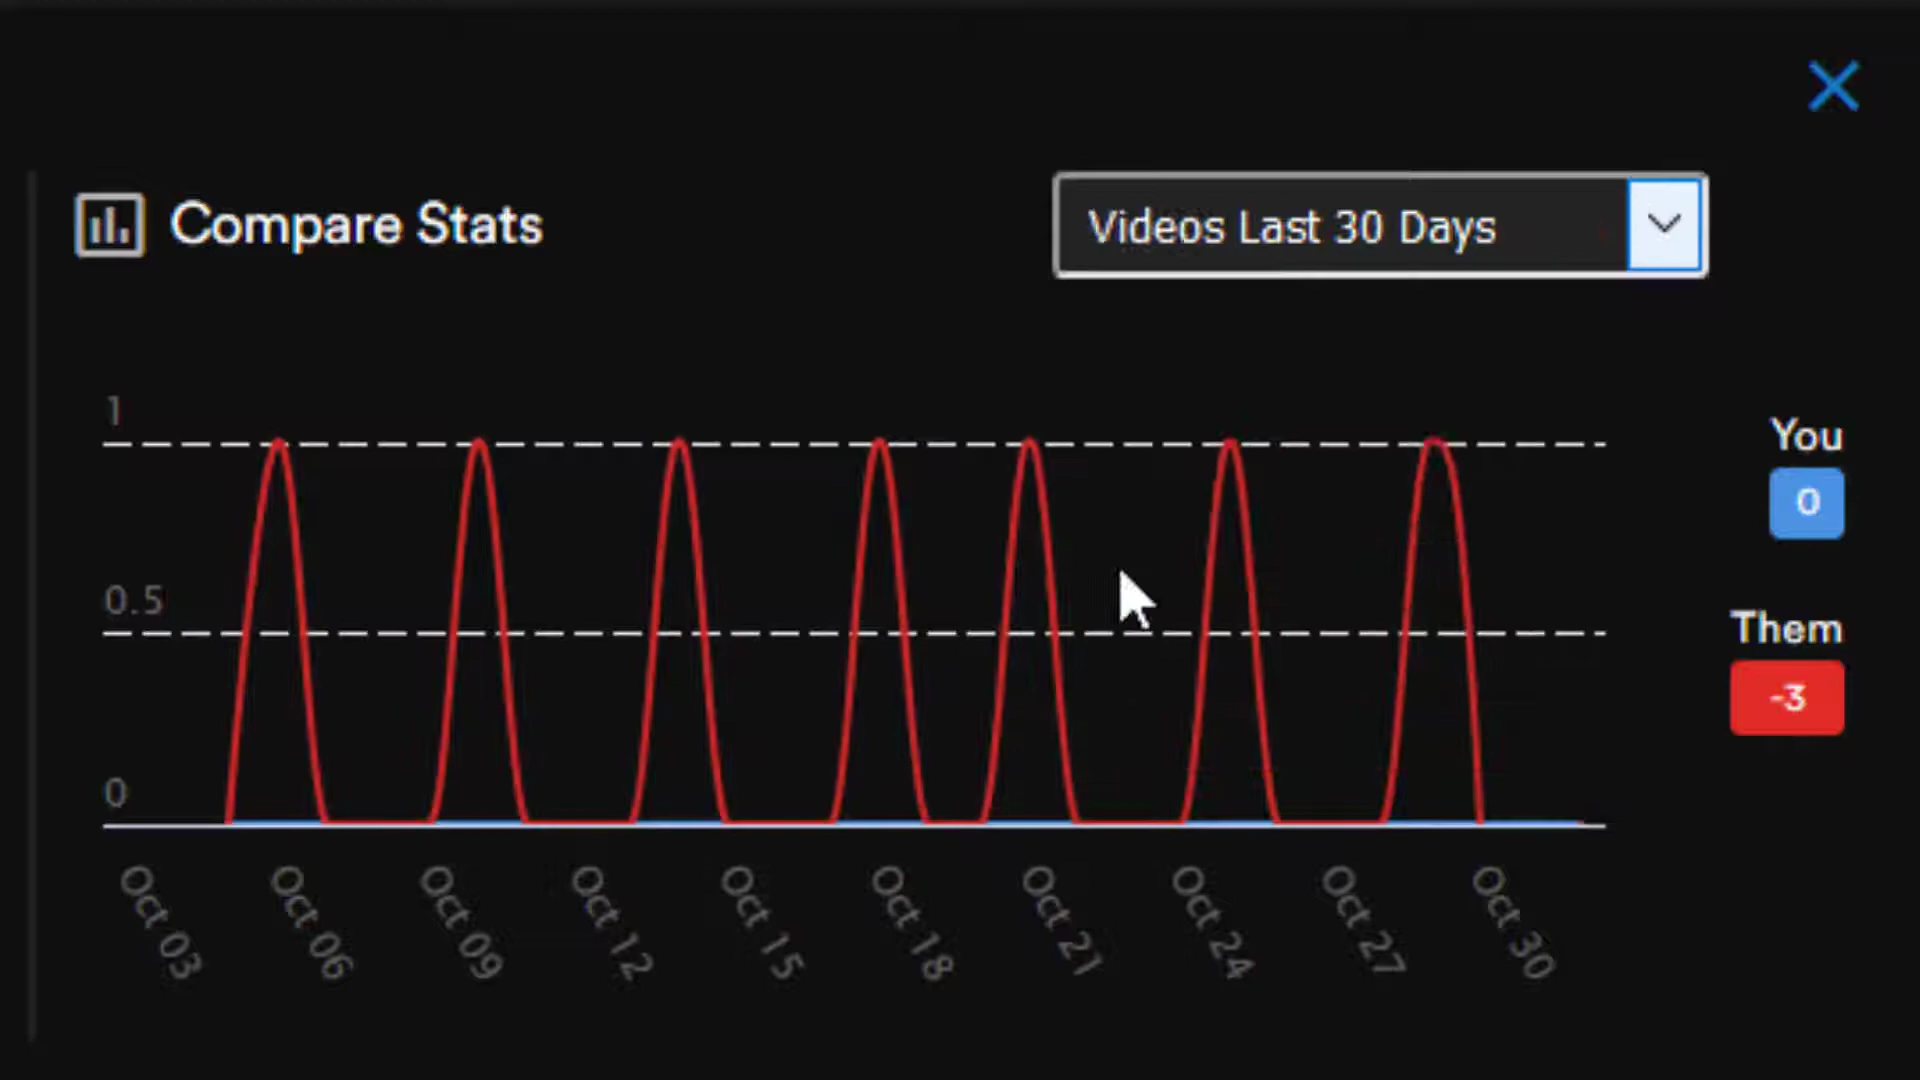 Compare Stats
Videos Last 30 Days
1
0.5
0
Oct 03
Oct 06
Oct 09
Oct 12
Oct 15
Oct 18
Oct 21
Oct 24
Oct 27
Oct 30
You
0
Them
-3